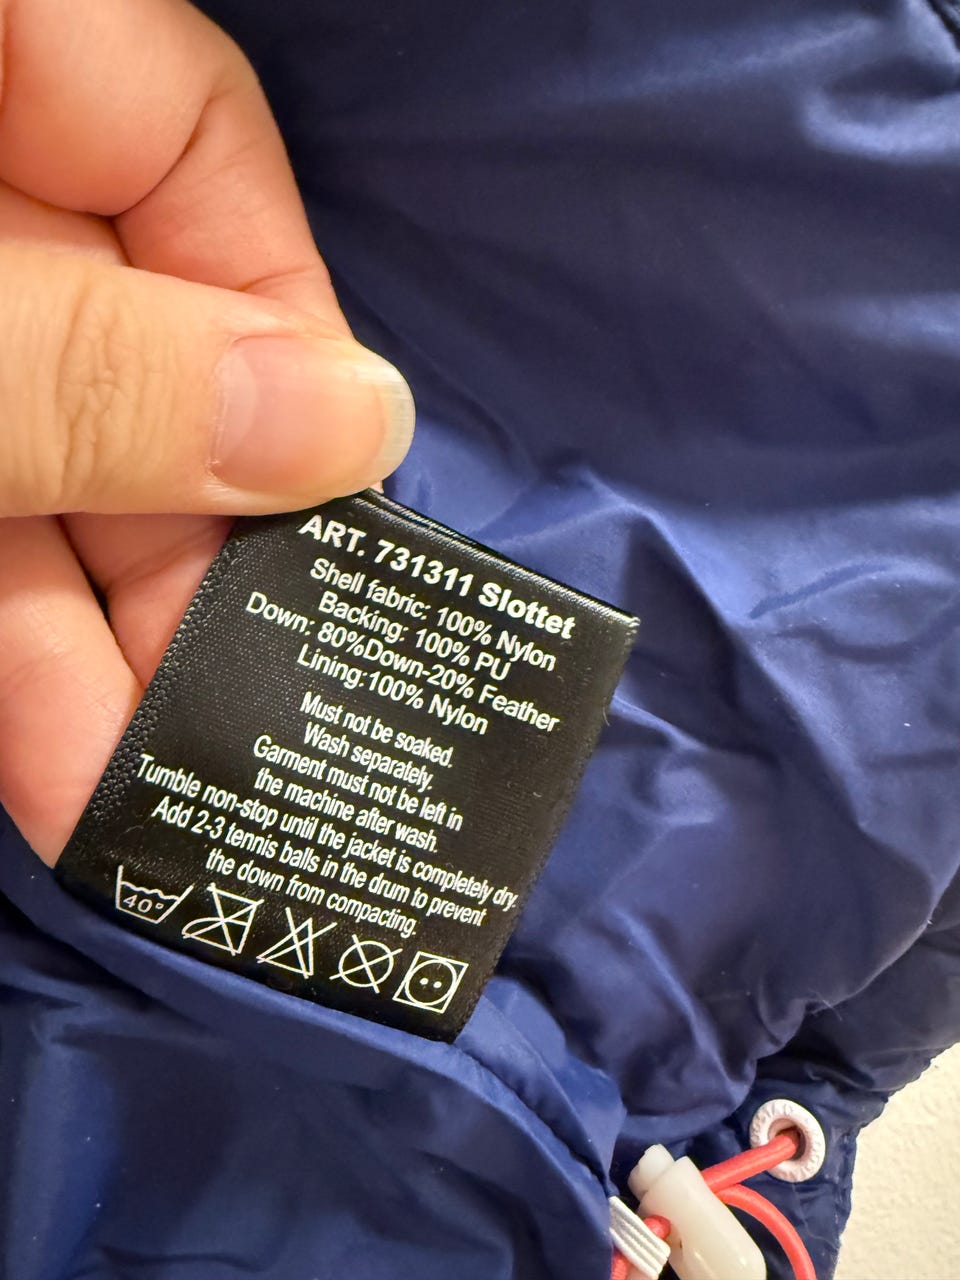 ART. 731311 Slottet
Shell fabric: 100% Nylon
Backing: 100% PU
Down: 80%Down-20% Feather
Lining:100% Nylon
Must not be soaked.
Wash separately.
Garment must not be left in
the machine after wash.
Tumble non-stop until the jacket is completely dry.
Add 2-3 tennis balls in the drum to prevent
the down from compacting.
40°